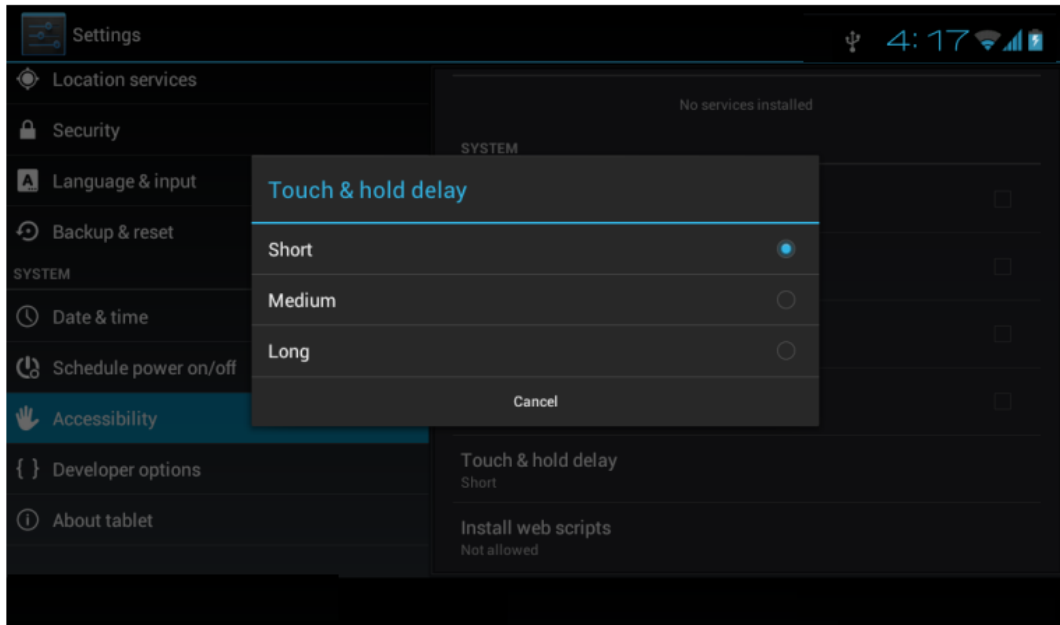 Settings
4:17
Location services
Security
Language & input
Backup & reset
SYSTEM
Date & time
Schedule power on/off
Accessibility
{ } Developer options
About tablet
No services installed
SYSTEM
Touch & hold delay
Short
Medium
Long
Cancel
Touch & hold delay
Short
Install web scripts
Not allowed